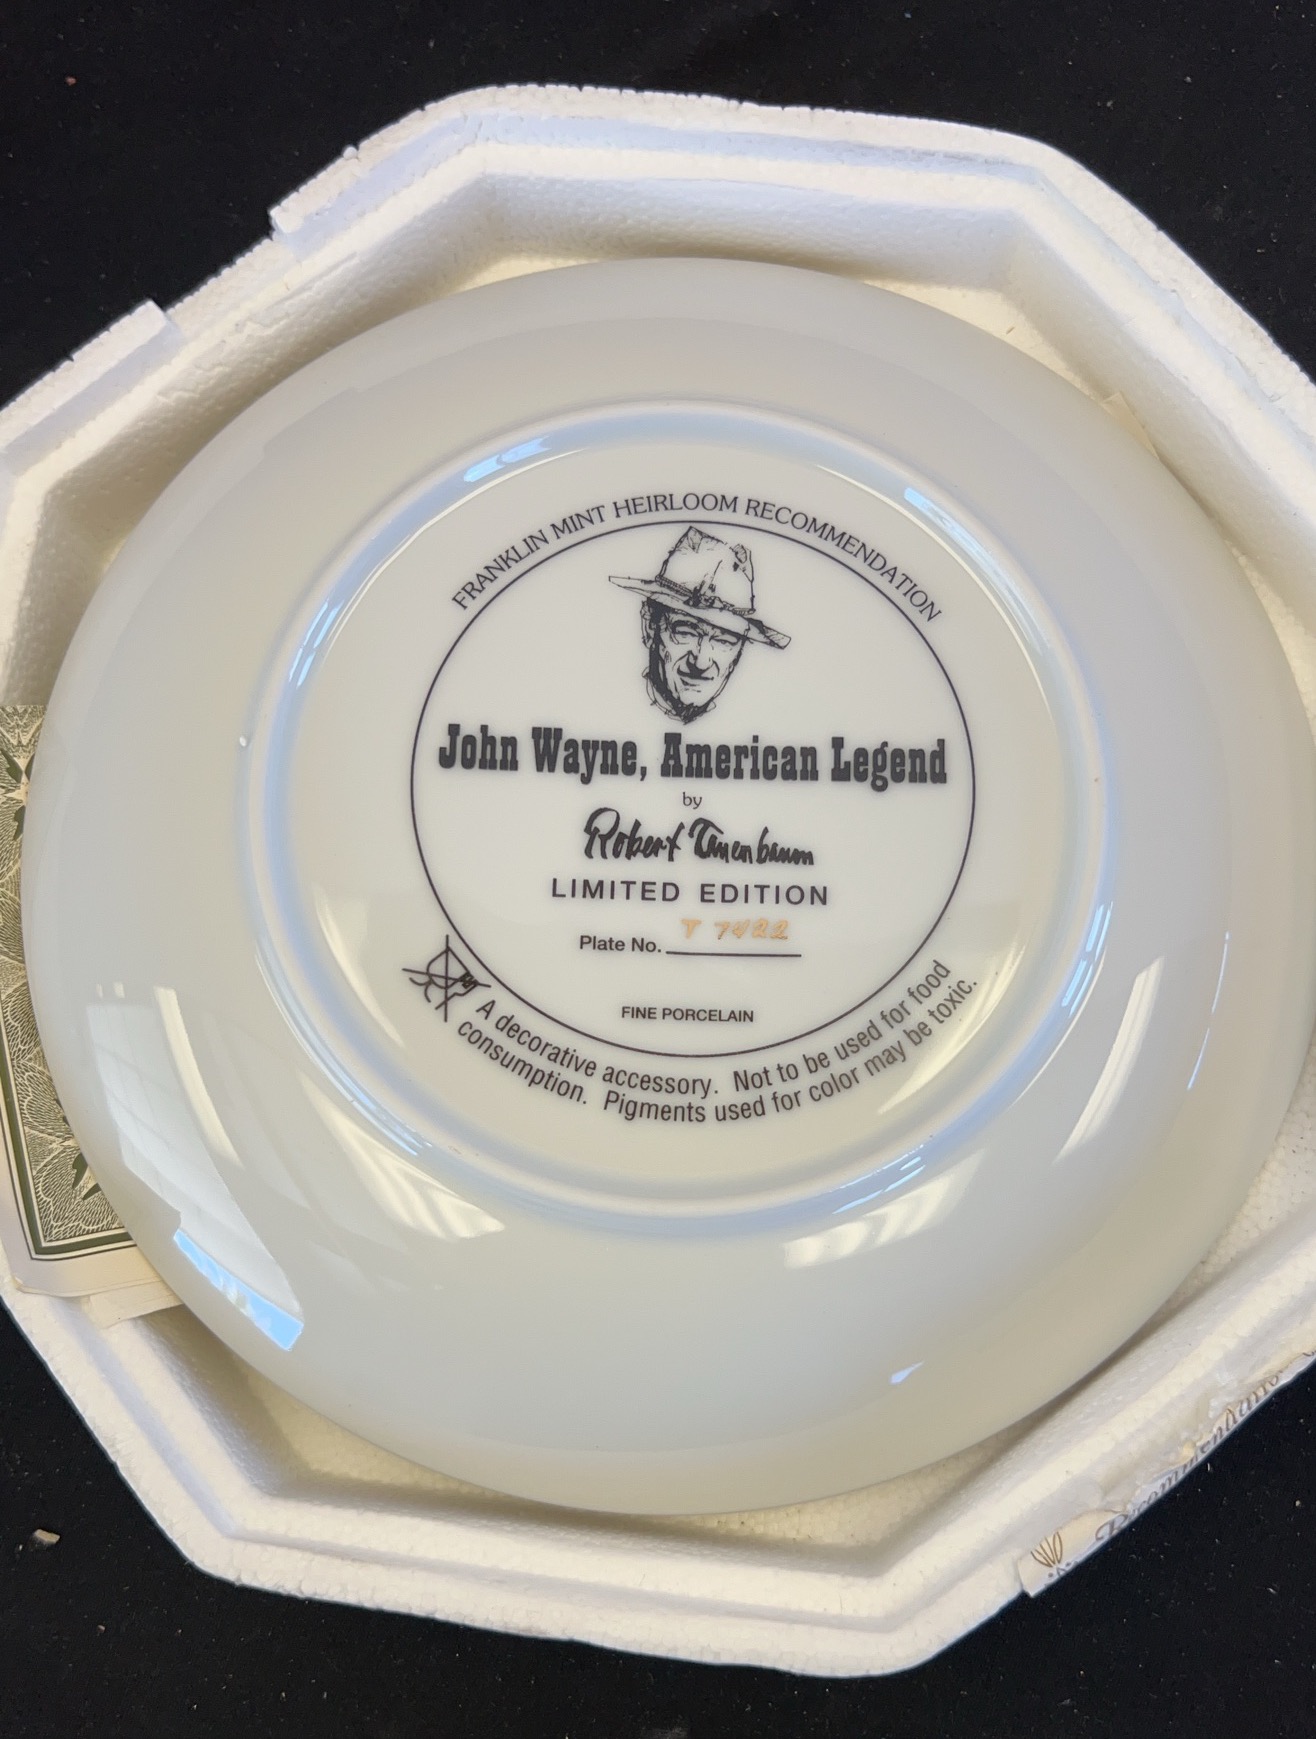 FRANKLIN MINT HEIRLOOM RECOMMENDATION
John Wayne, American Legend
by
Robert Tanenbaum
LIMITED EDITION
Plate No. T 7422
FINE PORCELAIN
A decorative accessory. Not to be used for food
consumption. Pigments used for color may be toxic.